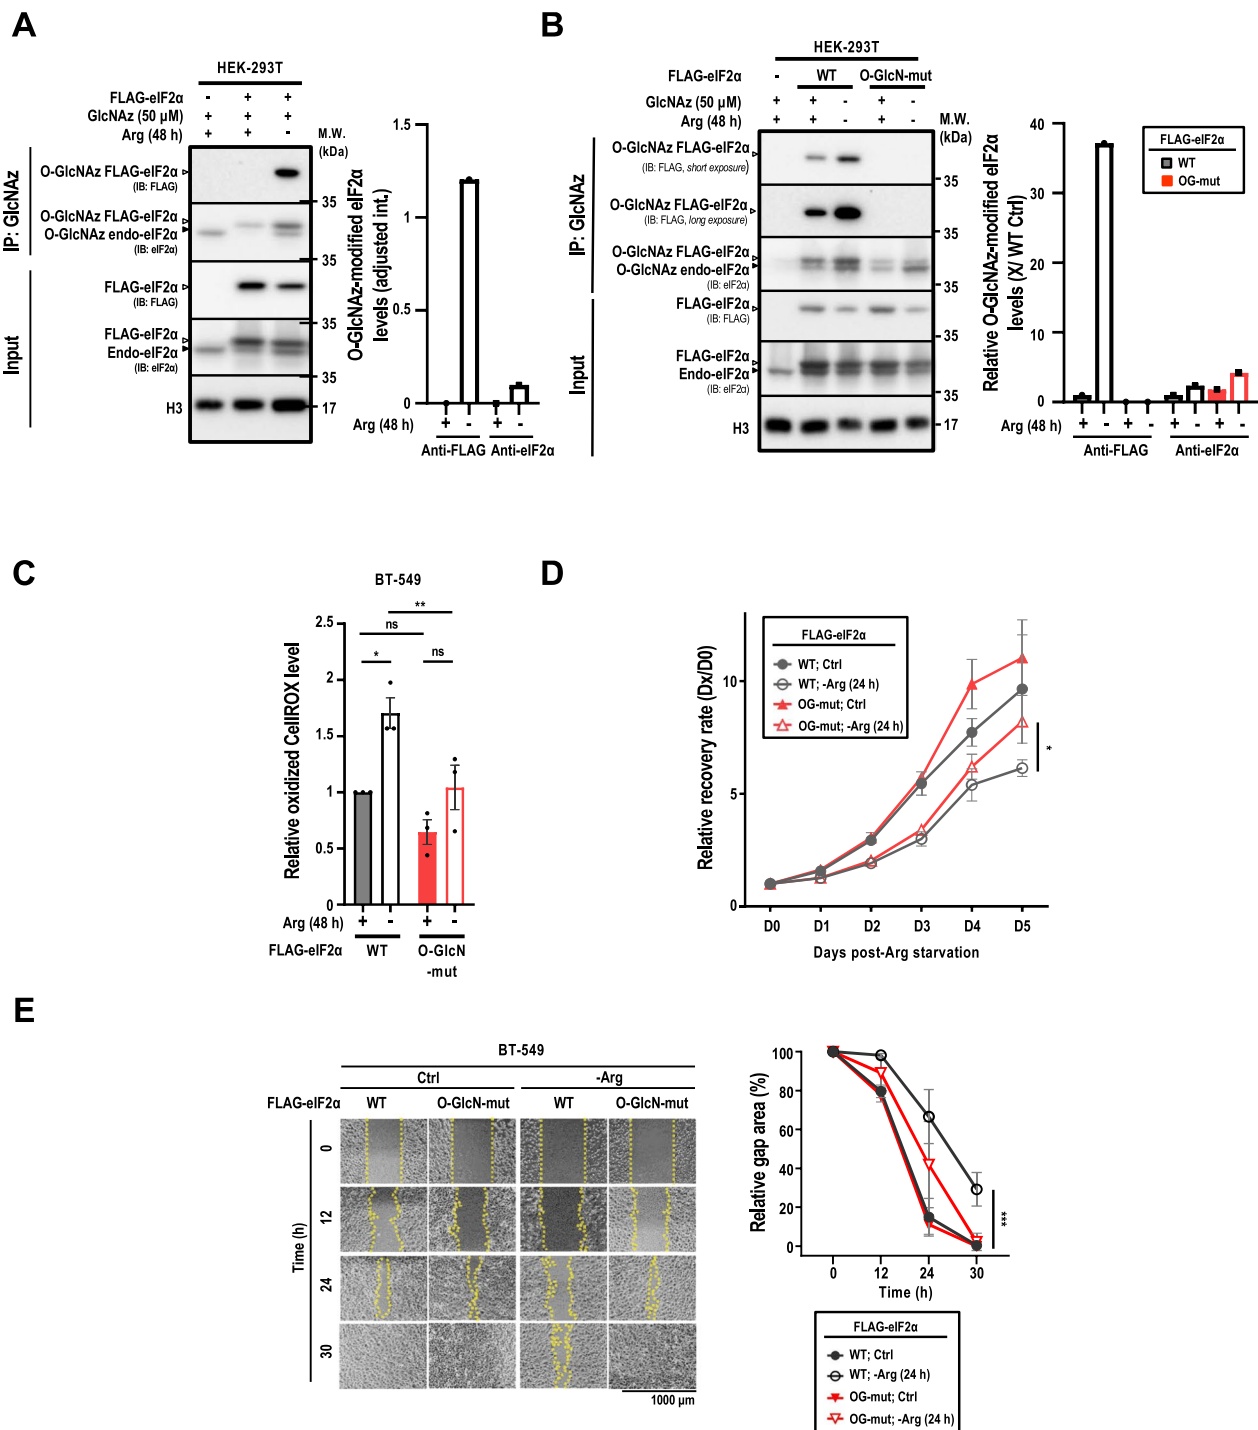 A
HEK-293T
FLAG-eIF2α - + +
GlcNAz (50 µM) + + +
Arg (48 h) + + -
M.W.
(kDa)
IP: GlcNAz
O-GlcNAz FLAG-eIF2α
(IB: FLAG)
35
O-GlcNAz FLAG-eIF2α
O-GlcNAz endo-eIF2α
(IB: eIF2α)
35
Input
FLAG-eIF2α
(IB: FLAG)
35
FLAG-eIF2α
Endo-eIF2α
(IB: eIF2α)
35
H3
17
O-GlcNAz-modified eIF2α
levels (adjusted int.)
1.5
1
0.5
0
Arg (48 h) + - + -
Anti-FLAG Anti-eIF2α
B
HEK-293T
FLAG-eIF2α - WT O-GlcN-mut
GlcNAz (50 µM) + + - + -
Arg (48 h) + + - + -
M.W.
(kDa)
IP: GlcNAz
O-GlcNAz FLAG-eIF2α
(IB: FLAG, short exposure)
35
O-GlcNAz FLAG-eIF2α
(IB: FLAG, long exposure)
35
O-GlcNAz FLAG-eIF2α
O-GlcNAz endo-eIF2α
(IB: eIF2α)
35
Input
FLAG-eIF2α
(IB: FLAG)
35
FLAG-eIF2α
Endo-eIF2α
(IB: eIF2α)
35
H3
17
Relative O-GlcNAz-modified eIF2α
levels (X/ WT Ctrl)
40
30
20
10
0
Arg (48 h) + - + - + - + -
Anti-FLAG Anti-eIF2α
FLAG-eIF2α
WT
OG-mut
C
BT-549
Relative oxidized CellROX level
2.5
2
1.5
1
0.5
0
**
ns
* ns
Arg (48 h) + - + -
FLAG-eIF2α WT O-GlcN
-mut
D
Relative recovery rate (Dx/D0)
10
5
0
FLAG-eIF2α
WT; Ctrl
WT; -Arg (24 h)
OG-mut; Ctrl
OG-mut; -Arg (24 h)
*
D0 D1 D2 D3 D4 D5
Days post-Arg starvation
E
BT-549
Ctrl -Arg
FLAG-eIF2α WT O-GlcN-mut WT O-GlcN-mut
Time (h)
0
12
24
30
1000 µm
Relative gap area (%)
100
80
60
40
20
0
***
0 12 24 30
Time (h)
FLAG-eIF2α
WT; Ctrl
WT; -Arg (24 h)
OG-mut; Ctrl
OG-mut; -Arg (24 h)